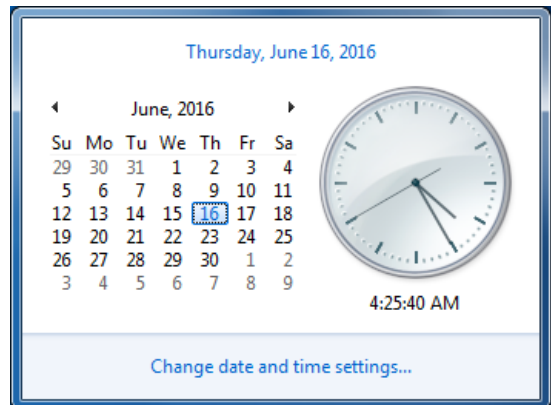 Thursday, June 16, 2016
June, 2016
Su Mo Tu We Th Fr Sa
29 30 31 1 2 3 4
5 6 7 8 9 10 11
12 13 14 15 16 17 18
19 20 21 22 23 24 25
26 27 28 29 30 1 2
3 4 5 6 7 8 9
4:25:40 AM
Change date and time settings...